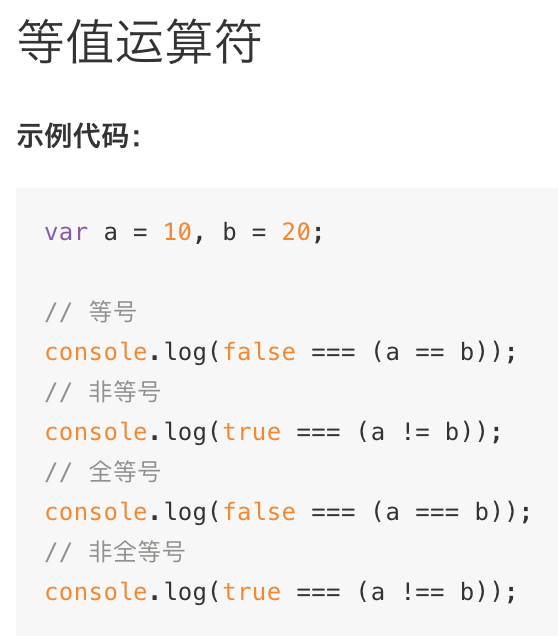 等值运算符
示例代码：
var a = 10, b = 20;
// 等号
console.log(false === (a == b));
// 非等号
console.log(true === (a != b));
// 全等号
console.log(false === (a === b));
// 非全等号
console.log(true === (a !== b));